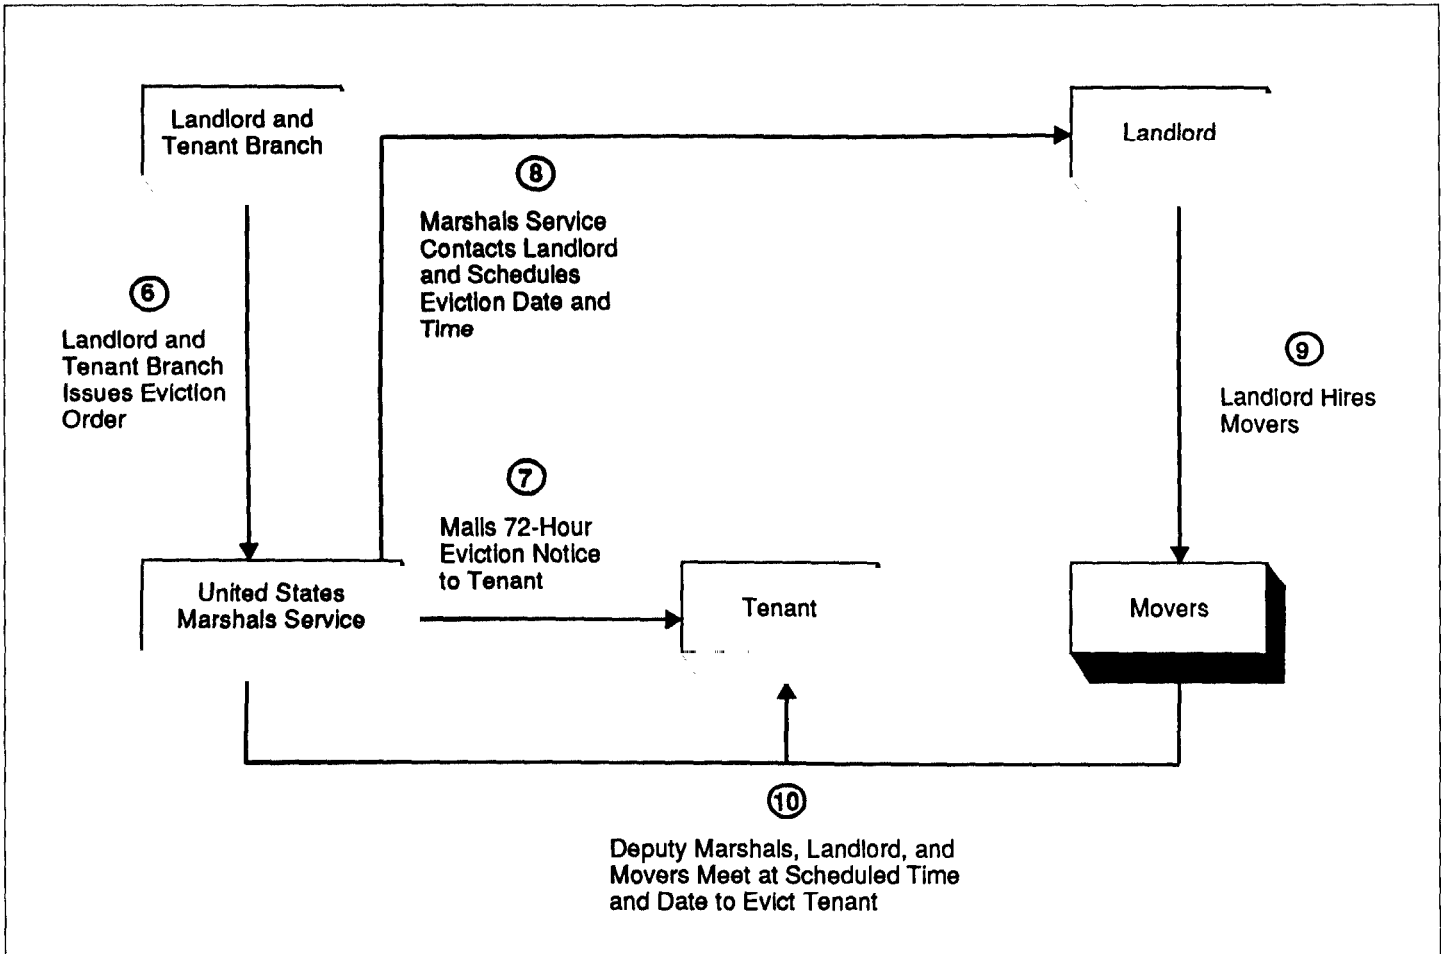 Landlord and
Tenant Branch
Landlord
8
Marshals Service
Contacts Landlord
and Schedules
Eviction Date and
Time
6
Landlord and
Tenant Branch
Issues Eviction
Order
9
Landlord Hires
Movers
7
Mails 72-Hour
Eviction Notice
to Tenant
United States
Marshals Service
Tenant
Movers
10
Deputy Marshals, Landlord, and
Movers Meet at Scheduled Time
and Date to Evict Tenant